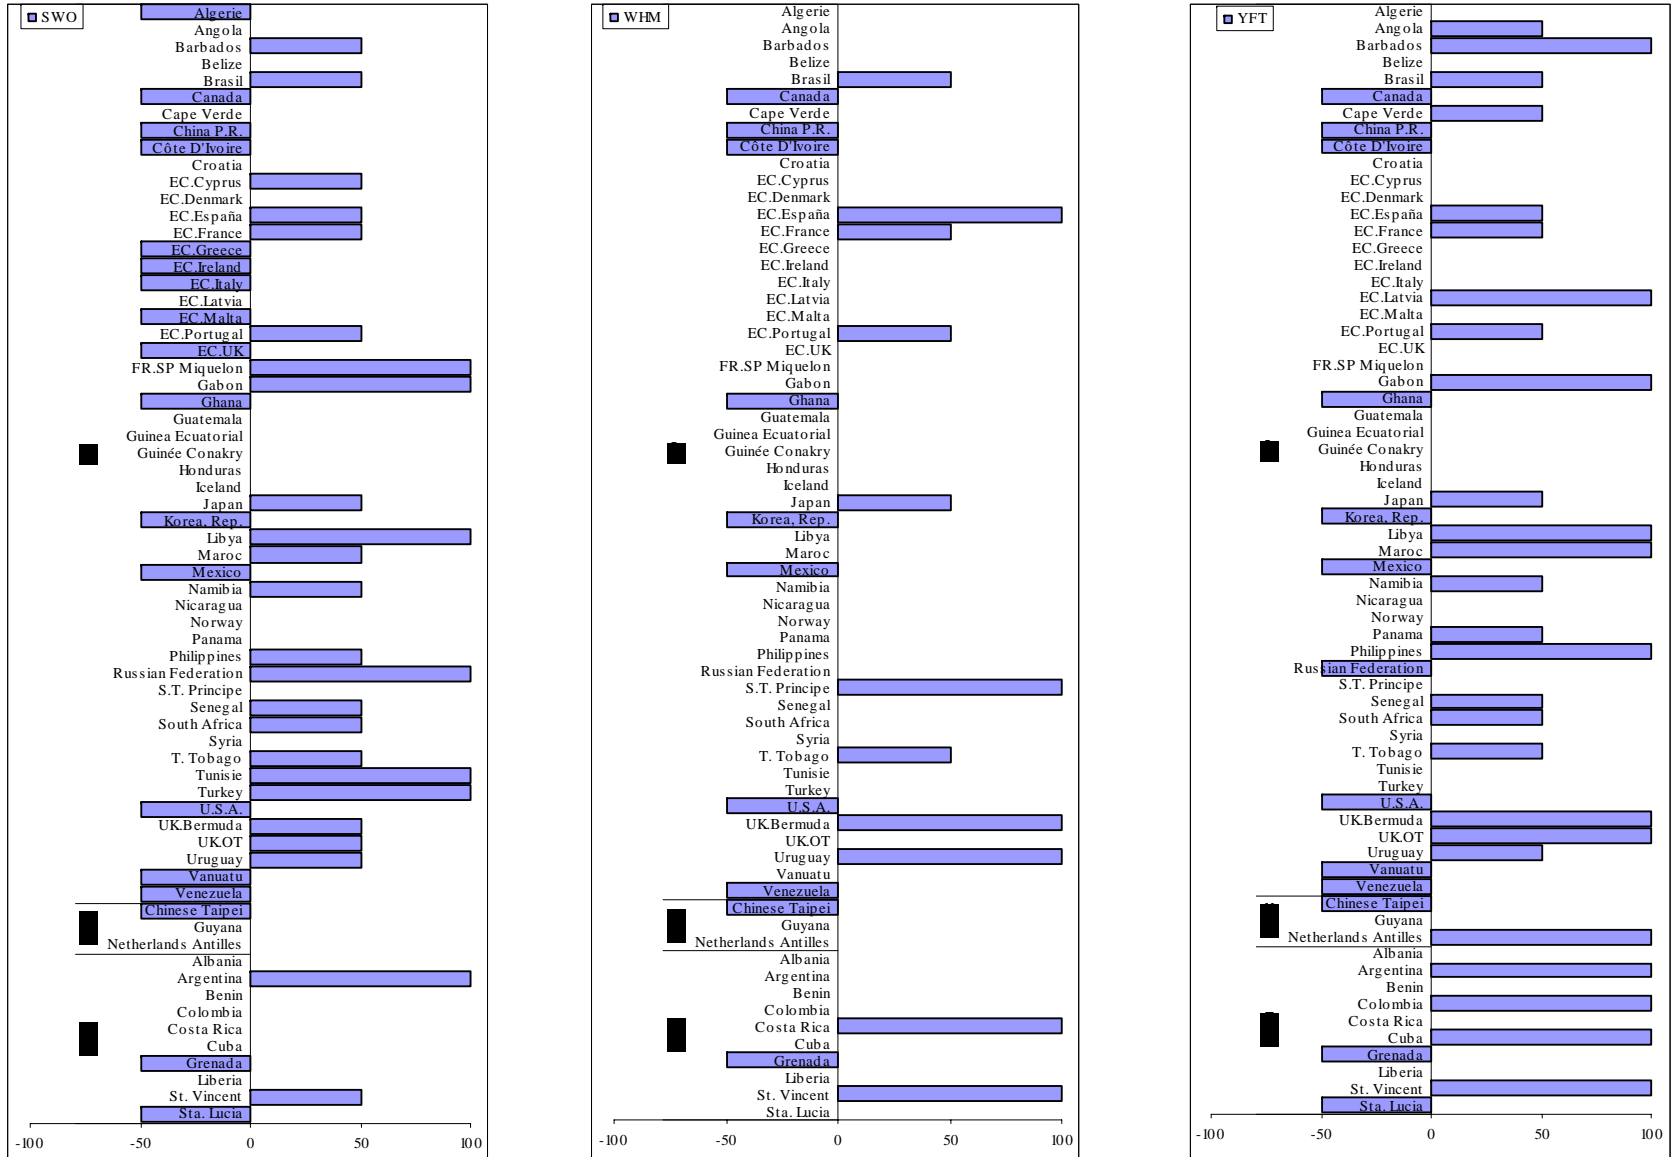 SWO
Algerie
Angola
Barbados
Belize
Brasil
Canada
Cape Verde
China P.R.
Côte D'Ivoire
Croatia
EC.Cyprus
EC.Denmark
EC.España
EC.France
EC.Greece
EC.Ireland
EC.Italy
EC.Latvia
EC.Malta
EC.Portugal
EC.UK
FR.SP Miquelon
Gabon
Ghana
Guatemala
Guinea Ecuatorial
Guinée Conakry
Honduras
Iceland
Japan
Korea, Rep.
Libya
Maroc
Mexico
Namibia
Nicaragua
Norway
Panama
Philippines
Russian Federation
S.T. Principe
Senegal
South Africa
Syria
T. Tobago
Tunisie
Turkey
U.S.A.
UK.Bermuda
UK.OT
Uruguay
Vanuatu
Venezuela
Chinese Taipei
Guyana
Netherlands Antilles
Albania
Argentina
Benin
Colombia
Costa Rica
Cuba
Grenada
Liberia
St. Vincent
Sta. Lucia
-100 -50 0 50 100
WHM
Algerie
Angola
Barbados
Belize
Brasil
Canada
Cape Verde
China P.R.
Côte D'Ivoire
Croatia
EC.Cyprus
EC.Denmark
EC.España
EC.France
EC.Greece
EC.Ireland
EC.Italy
EC.Latvia
EC.Malta
EC.Portugal
EC.UK
FR.SP Miquelon
Gabon
Ghana
Guatemala
Guinea Ecuatorial
Guinée Conakry
Honduras
Iceland
Japan
Korea, Rep.
Libya
Maroc
Mexico
Namibia
Nicaragua
Norway
Panama
Philippines
Russian Federation
S.T. Principe
Senegal
South Africa
Syria
T. Tobago
Tunisie
Turkey
U.S.A.
UK.Bermuda
UK.OT
Uruguay
Vanuatu
Venezuela
Chinese Taipei
Guyana
Netherlands Antilles
Albania
Argentina
Benin
Colombia
Costa Rica
Cuba
Grenada
Liberia
St. Vincent
Sta. Lucia
-100 -50 0 50 100
YFT
Algerie
Angola
Barbados
Belize
Brasil
Canada
Cape Verde
China P.R.
Côte D'Ivoire
Croatia
EC.Cyprus
EC.Denmark
EC.España
EC.France
EC.Greece
EC.Ireland
EC.Italy
EC.Latvia
EC.Malta
EC.Portugal
EC.UK
FR.SP Miquelon
Gabon
Ghana
Guatemala
Guinea Ecuatorial
Guinée Conakry
Honduras
Iceland
Japan
Korea, Rep.
Libya
Maroc
Mexico
Namibia
Nicaragua
Norway
Panama
Philippines
Russian Federation
S.T. Principe
Senegal
South Africa
Syria
T. Tobago
Tunisie
Turkey
U.S.A.
UK.Bermuda
UK.OT
Uruguay
Vanuatu
Venezuela
Chinese Taipei
Guyana
Netherlands Antilles
Albania
Argentina
Benin
Colombia
Costa Rica
Cuba
Grenada
Liberia
St. Vincent
Sta. Lucia
-100 -50 0 50 100